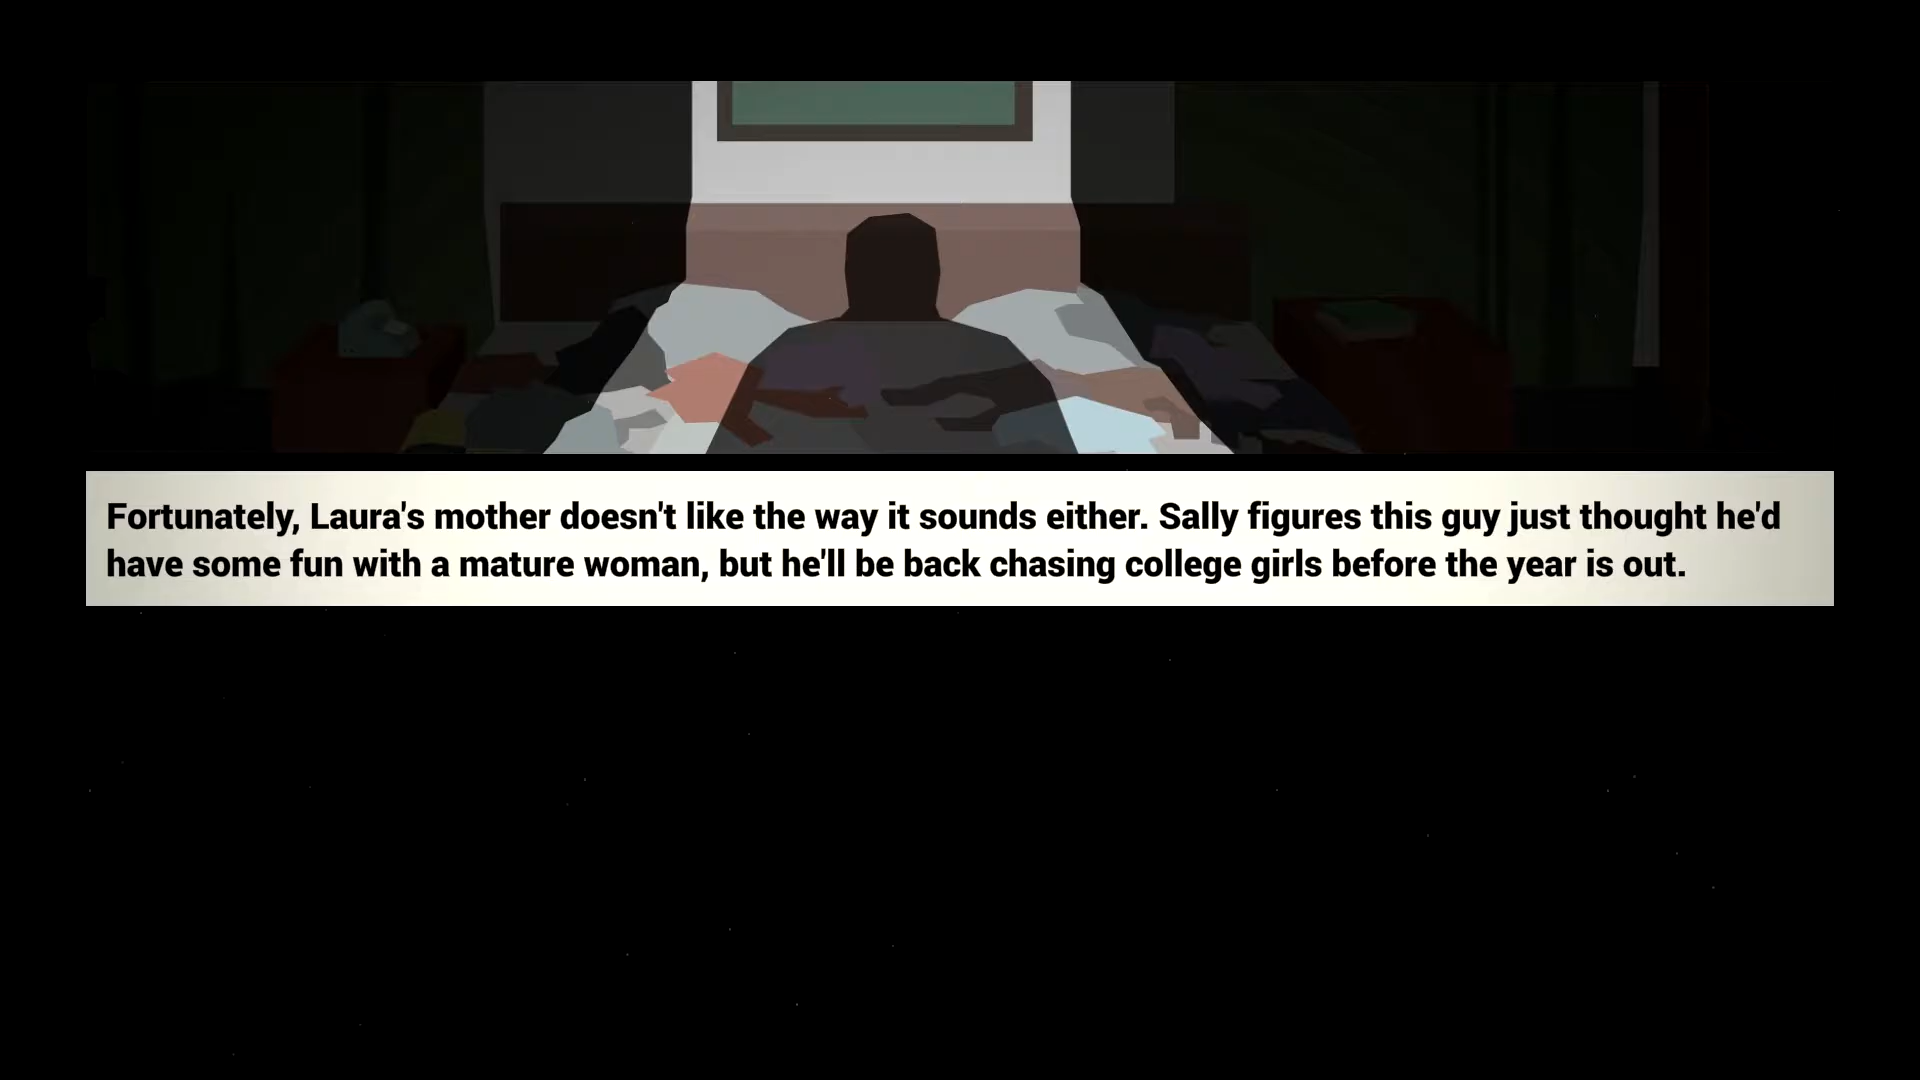 Fortunately, Laura's mother doesn't like the way it sounds either. Sally figures this guy just thought he'd
have some fun with a mature woman, but he'll be back chasing college girls before the year is out.